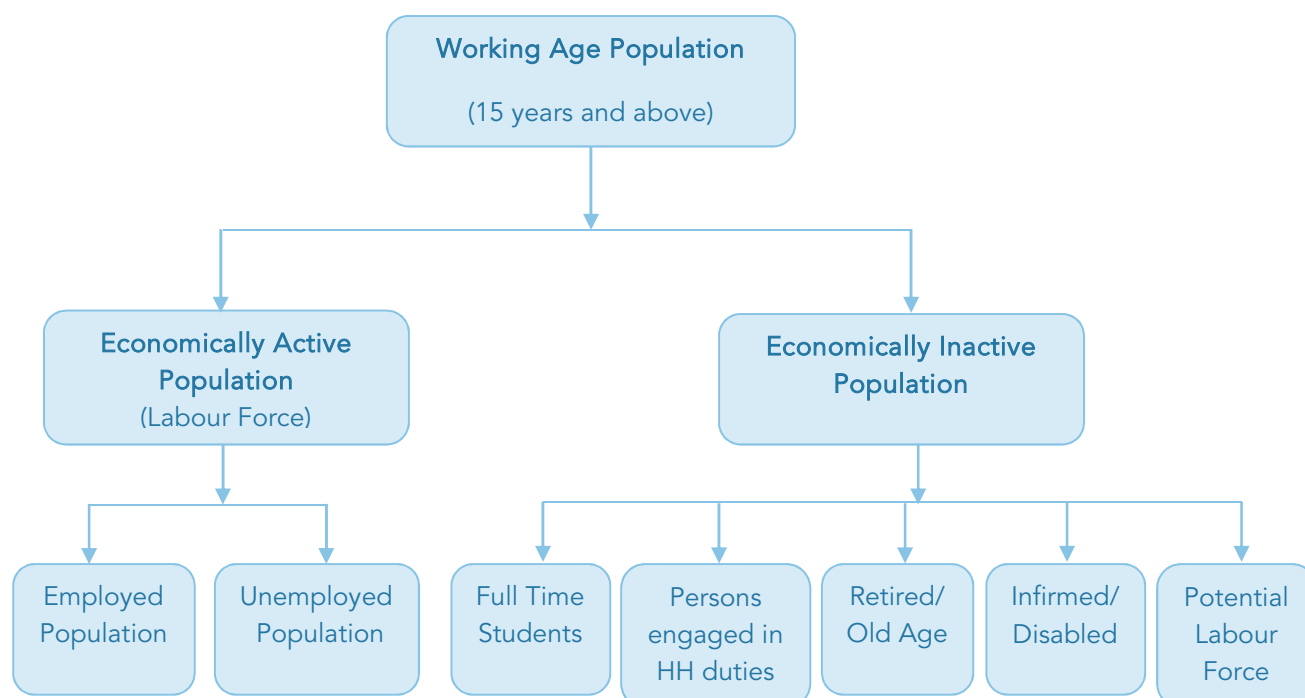 Working Age Population
(15 years and above)
Economically Active
Population
(Labour Force)
Economically Inactive
Population
Employed
Population
Unemployed
Population
Full Time
Students
Persons
engaged in
HH duties
Retired/
Old Age
Infirmed/
Disabled
Potential
Labour
Force